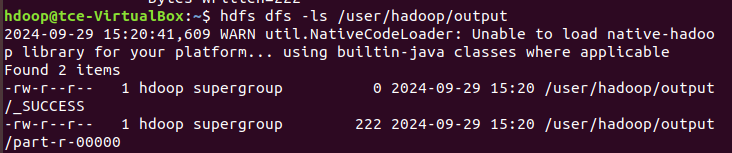 Bytes Written=222
hdoop@tce-VirtualBox:~$ hdfs dfs -ls /user/hadoop/output
2024-09-29 15:20:41,609 WARN util.NativeCodeLoader: Unable to load native-hadoo
p library for your platform... using builtin-java classes where applicable
Found 2 items
-rw-r--r--   1 hdoop supergroup          0 2024-09-29 15:20 /user/hadoop/output
/_SUCCESS
-rw-r--r--   1 hdoop supergroup        222 2024-09-29 15:20 /user/hadoop/output
/part-r-00000